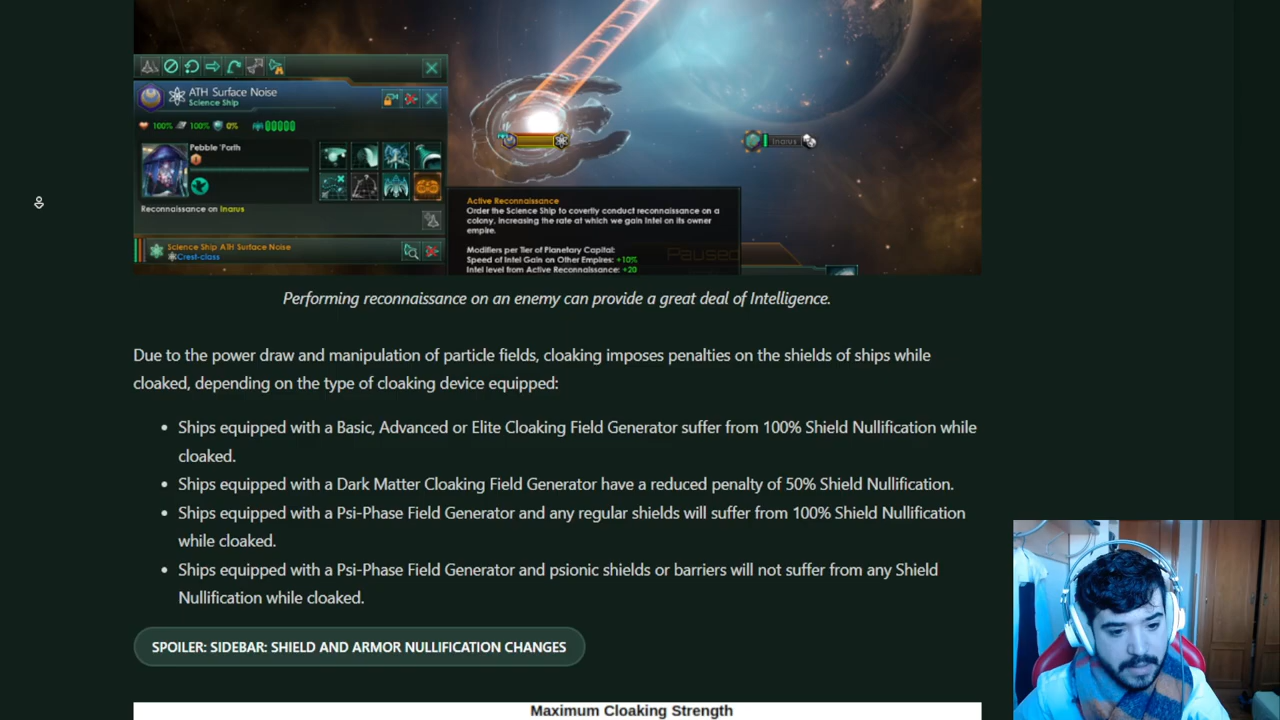 ATH Surface Noise
Science Ship
100% 100% 0%
Pebble 'Parth
Reconnaissance on Inarus
Science Ship ATH Surface Noise
Crest-class
Inarus
Active Reconnaissance
Order the Science Ship to covertly conduct reconnaissance on a
colony, increasing the rate at which we gain Intel on its owner
empire.
Modifiers per Tier of Planetary Capital:
Speed of Intel Gain on Other Empires: +10%
Intel level from Active Reconnaissance: +20
Paused
Performing reconnaissance on an enemy can provide a great deal of Intelligence.
Due to the power draw and manipulation of particle fields, cloaking imposes penalties on the shields of ships while
cloaked, depending on the type of cloaking device equipped:
• Ships equipped with a Basic, Advanced or Elite Cloaking Field Generator suffer from 100% Shield Nullification while
cloaked.
• Ships equipped with a Dark Matter Cloaking Field Generator have a reduced penalty of 50% Shield Nullification.
• Ships equipped with a Psi-Phase Field Generator and any regular shields will suffer from 100% Shield Nullification
while cloaked.
• Ships equipped with a Psi-Phase Field Generator and psionic shields or barriers will not suffer from any Shield
Nullification while cloaked.
SPOILER: SIDEBAR: SHIELD AND ARMOR NULLIFICATION CHANGES
Maximum Cloaking Strength